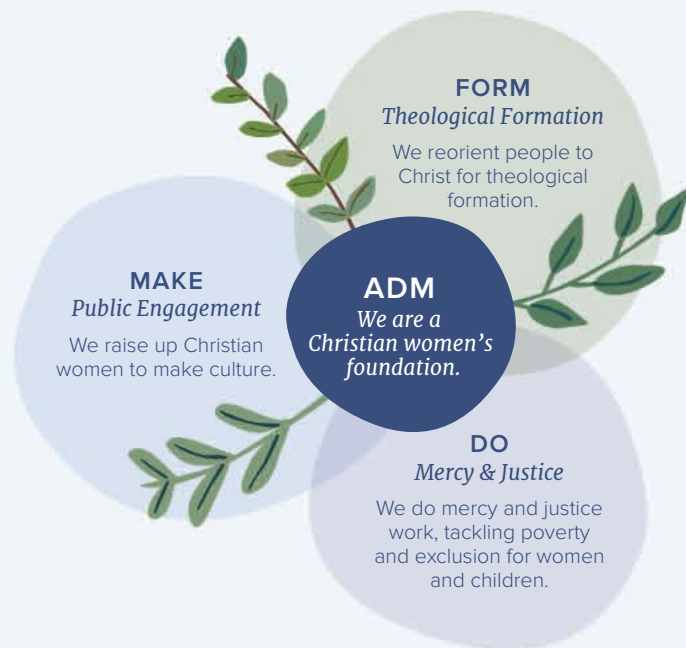 FORM
Theological Formation
We reorient people to
Christ for theological
formation.
MAKE
Public Engagement
We raise up Christian
women to make culture.
ADM
We are a
Christian women’s
foundation.
DO
Mercy & Justice
We do mercy and justice
work, tackling poverty
and exclusion for women
and children.